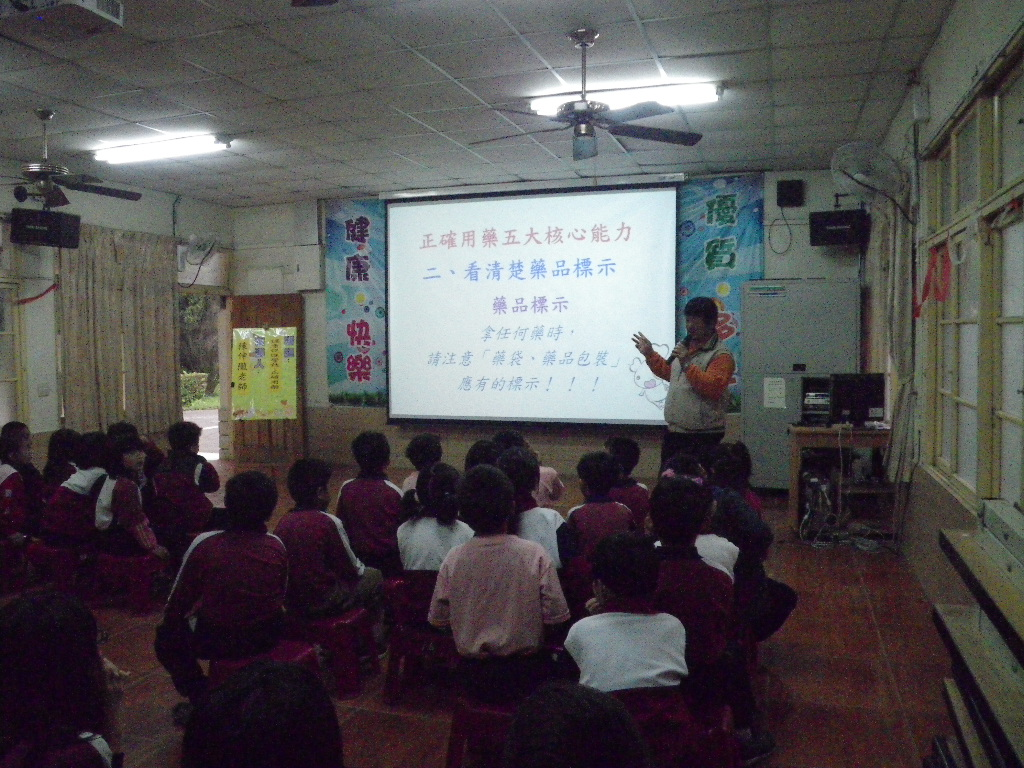 正確用藥五大核心能力
二、看清楚藥品標示
藥品標示
拿任何藥時，
請注意「藥袋、藥品包裝」
應有的標示！！！
健康
快樂
優質